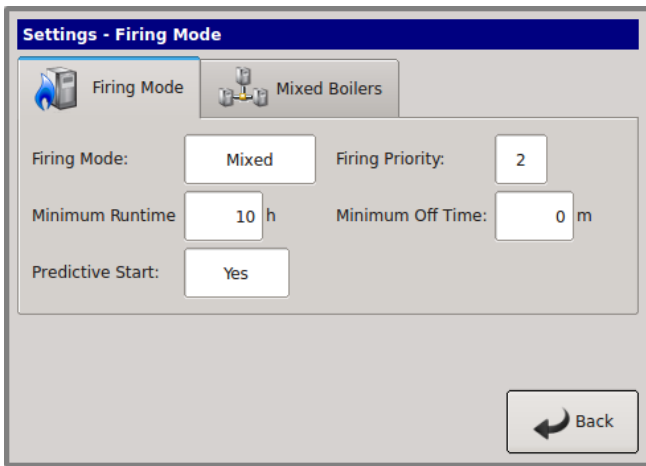 Settings - Firing Mode
Firing Mode
Mixed Boilers
Firing Mode: Mixed Firing Priority: 2
Minimum Runtime 10 h Minimum Off Time: 0 m
Predictive Start: Yes
Back